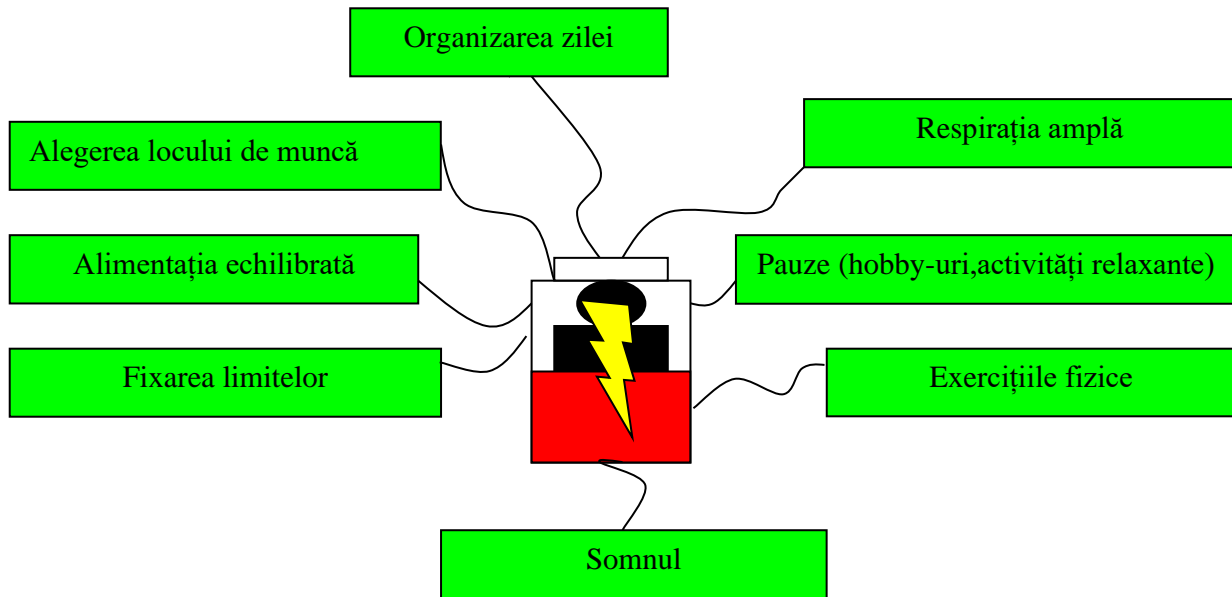 Organizarea zilei
Respirația amplă
Alegerea locului de muncă
Alimentația echilibrată
Pauze (hobby-uri,activități relaxante)
Fixarea limitelor
Exercițiile fizice
Somnul